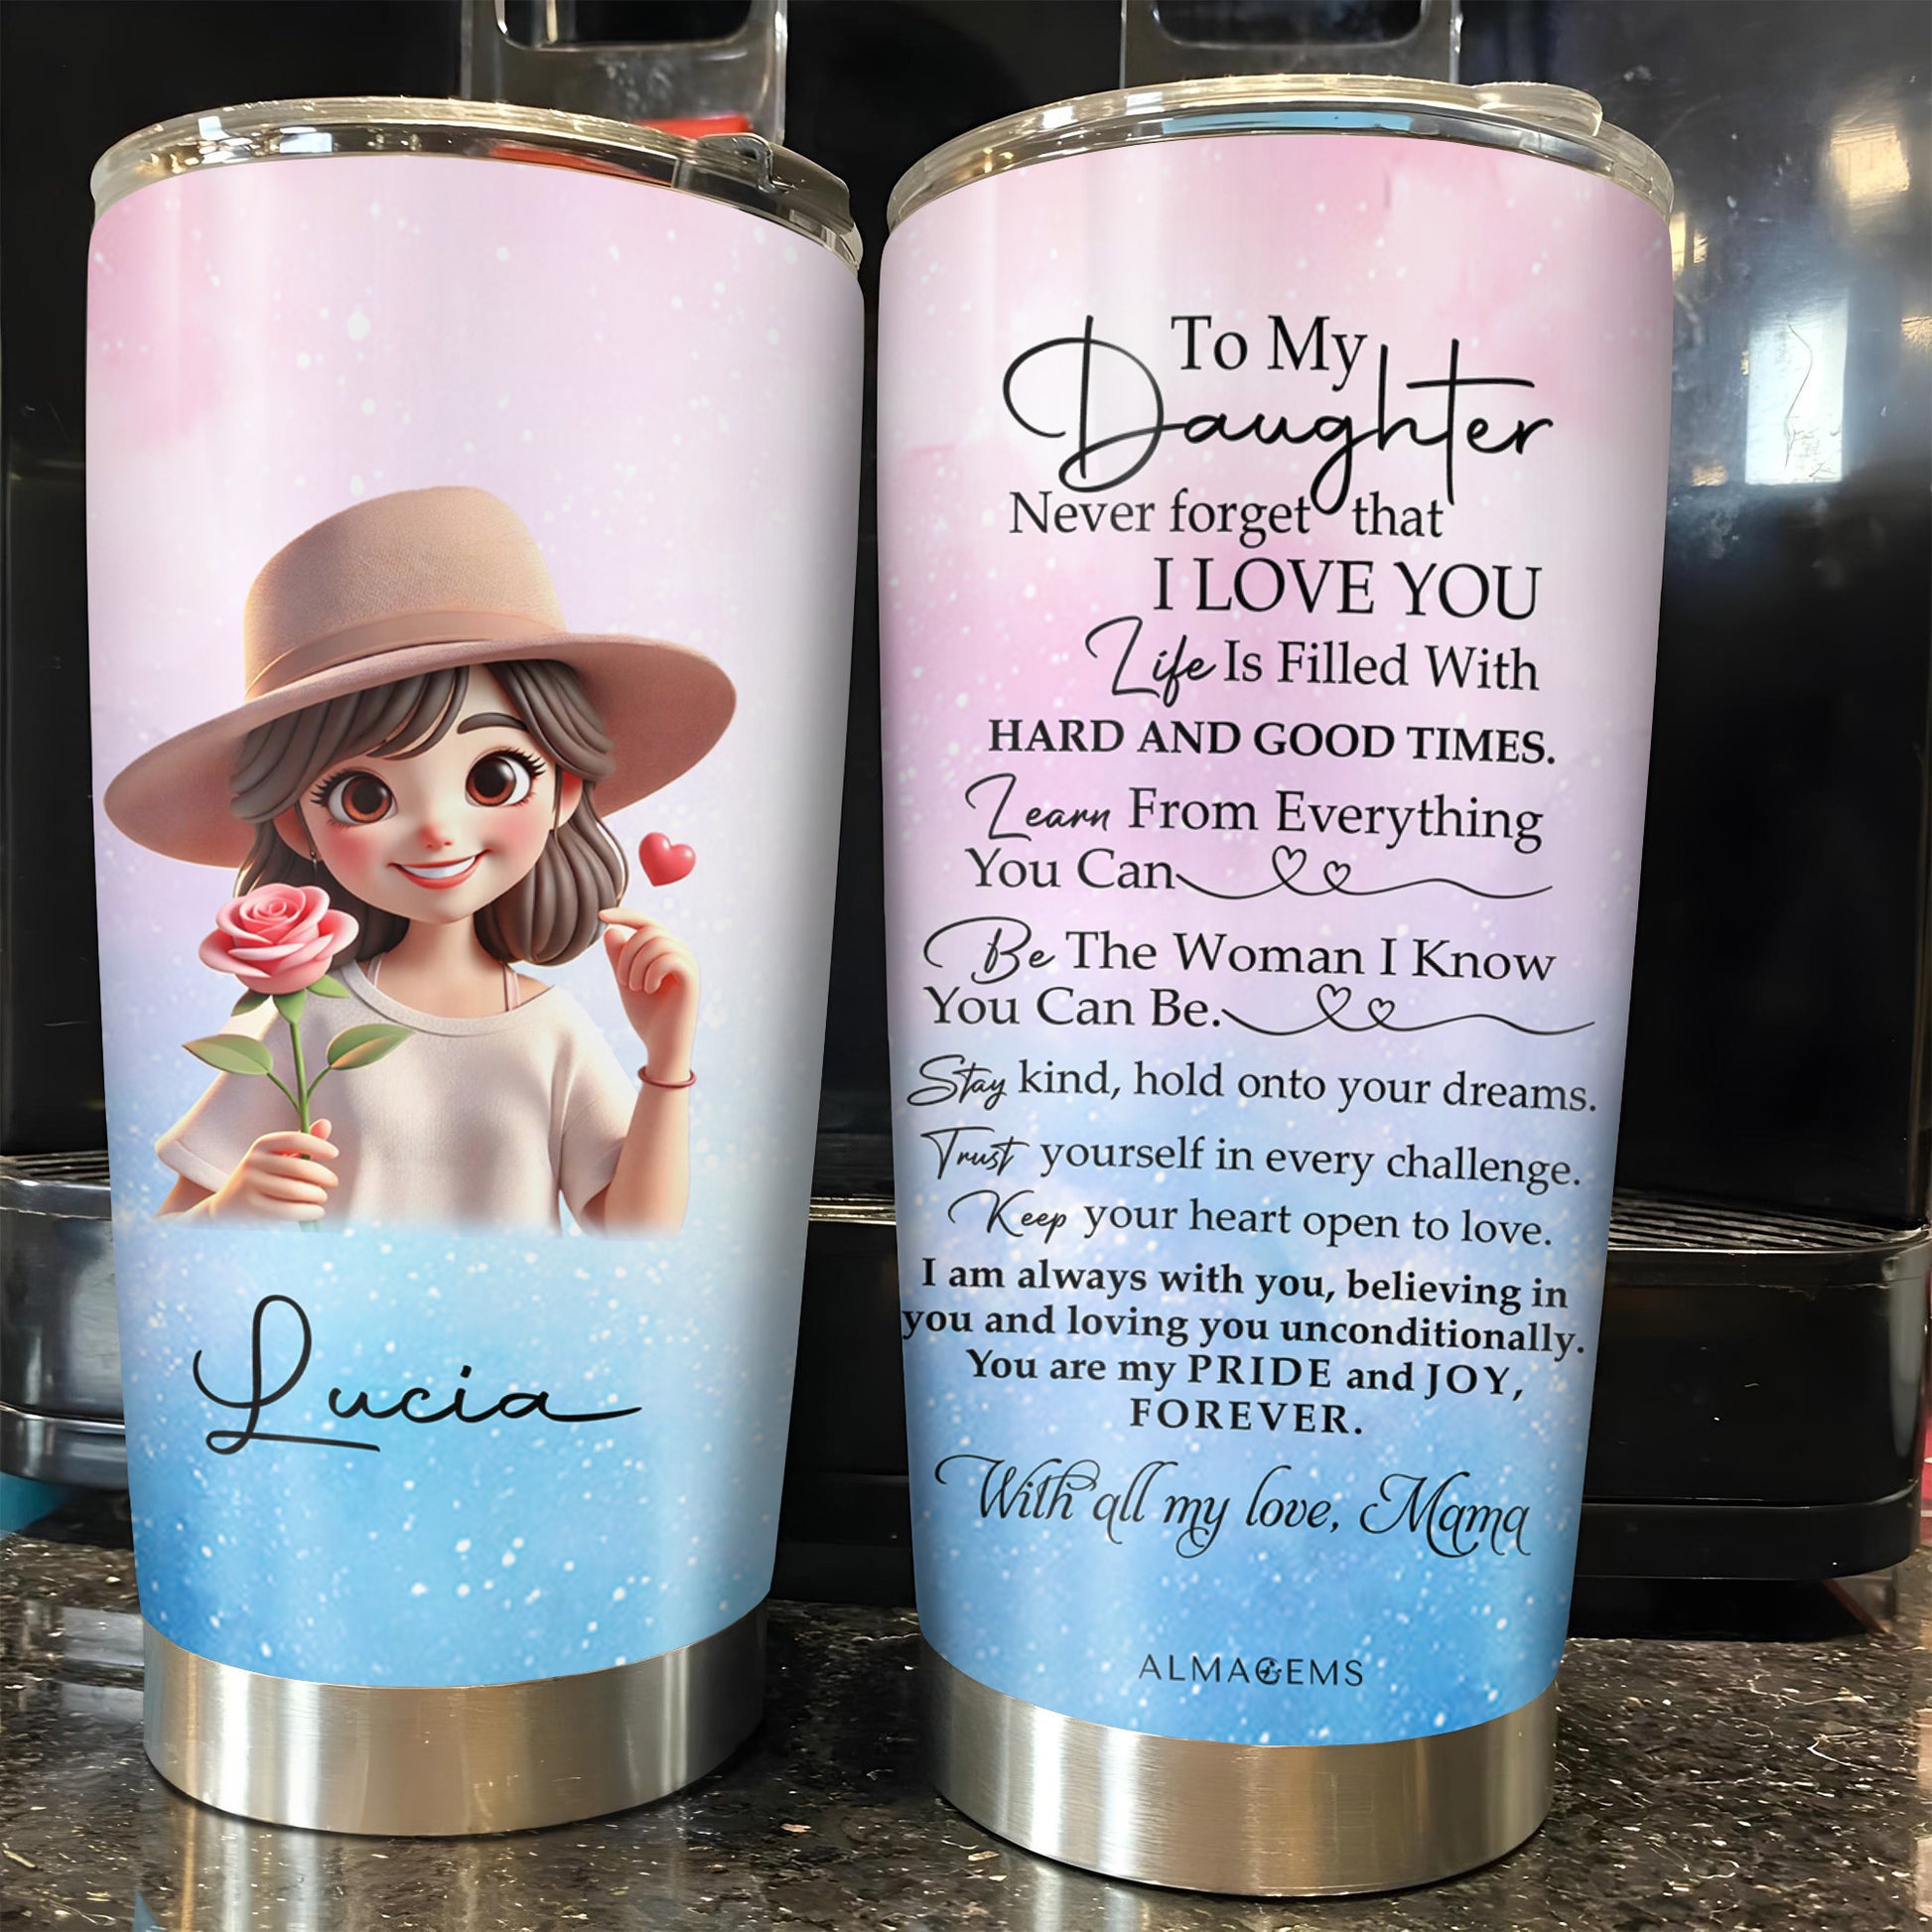 Lucia
To My
Daughter
Never forget that
I LOVE YOU
Life Is Filled With
HARD AND GOOD TIMES.
Learn From Everything
You Can
Be The Woman I Know
You Can Be.
Stay kind, hold onto your dreams.
Trust yourself in every challenge.
Keep your heart open to love.
I am always with you, believing in
you and loving you unconditionally.
You are my PRIDE and JOY,
FOREVER.
With all my love, Mama
ALMAGEMS